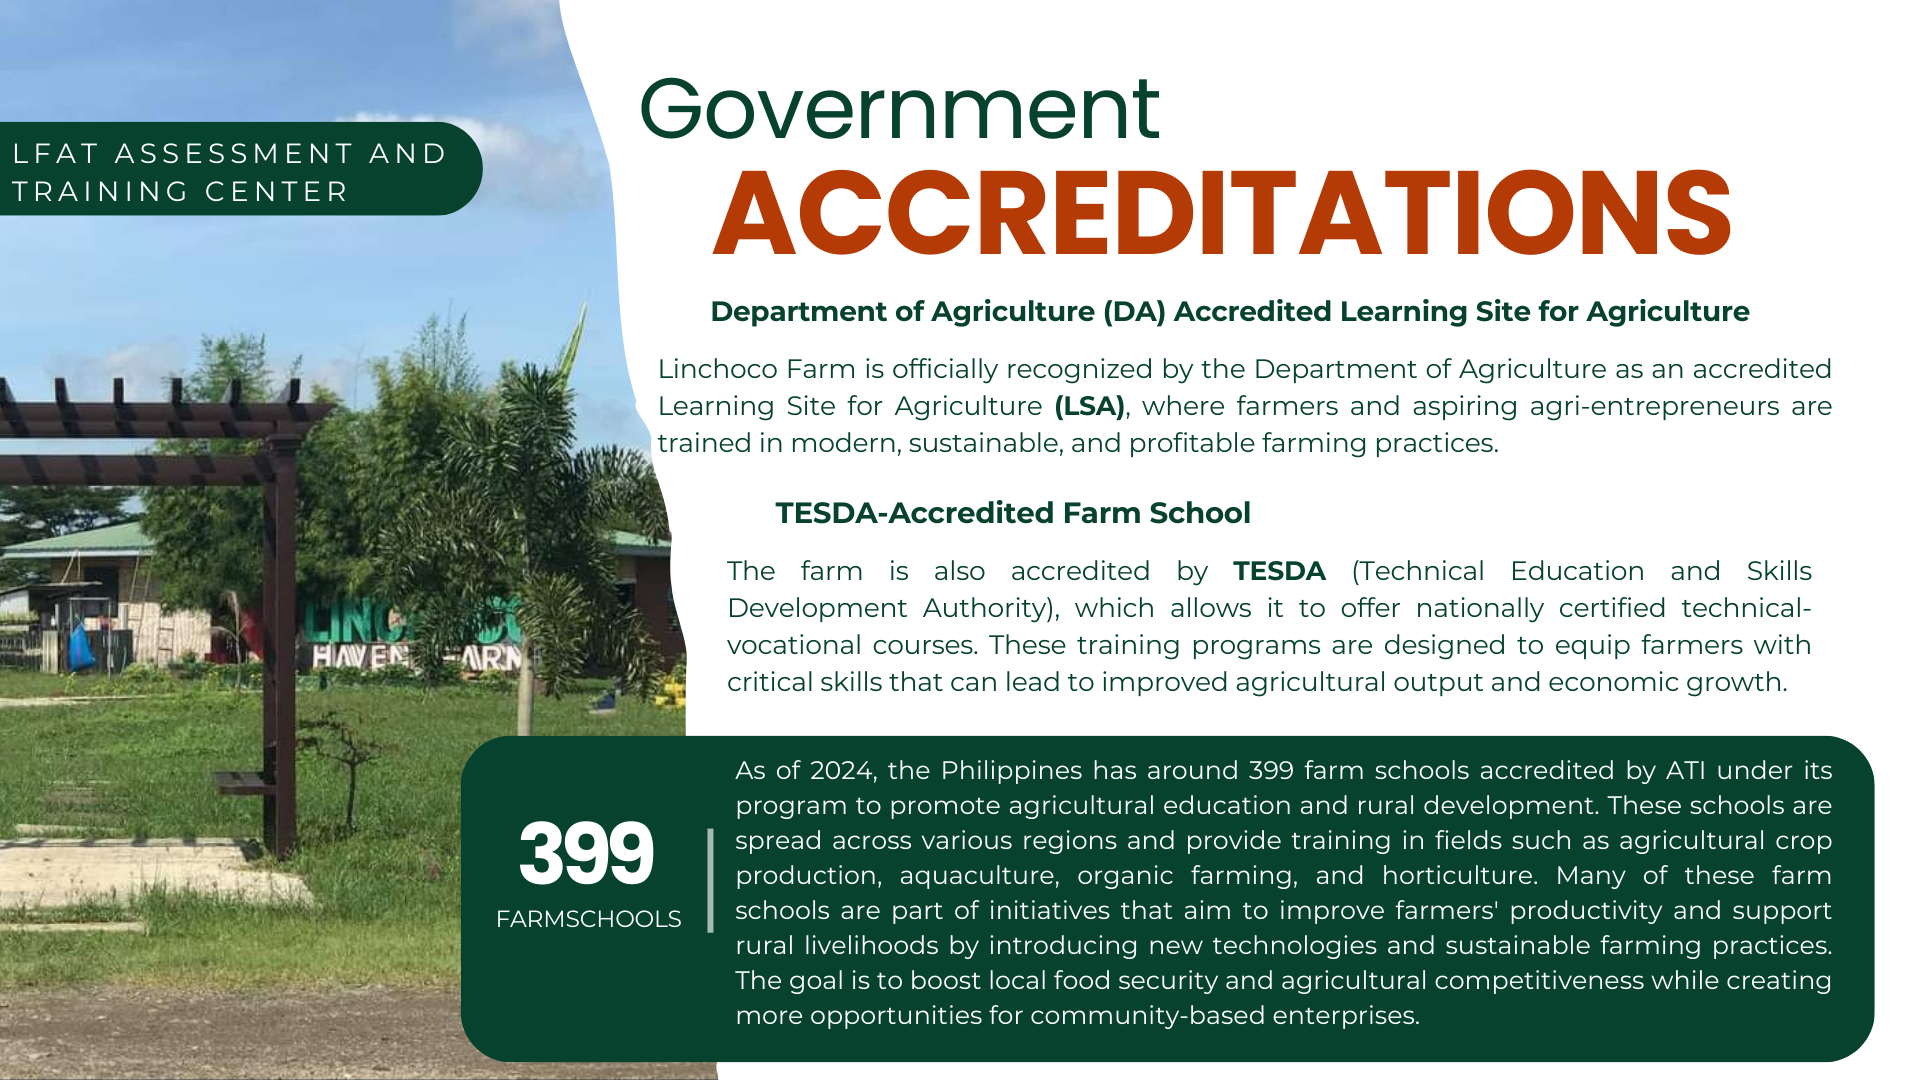 LFAT ASSESSMENT AND
TRAINING CENTER
Government
ACCREDITATIONS
Department of Agriculture (DA) Accredited Learning Site for Agriculture
Linchoco Farm is officially recognized by the Department of Agriculture as an accredited
Learning Site for Agriculture (LSA), where farmers and aspiring agri-entrepreneurs are
trained in modern, sustainable, and profitable farming practices.
TESDA-Accredited Farm School
The farm is also accredited by TESDA (Technical Education and Skills
Development Authority), which allows it to offer nationally certified technical-
vocational courses. These training programs are designed to equip farmers with
critical skills that can lead to improved agricultural output and economic growth.
HAVEN
399
FARMSCHOOLS
As of 2024, the Philippines has around 399 farm schools accredited by ATI under its
program to promote agricultural education and rural development. These schools are
spread across various regions and provide training in fields such as agricultural crop
production, aquaculture, organic farming, and horticulture. Many of these farm
schools are part of initiatives that aim to improve farmers' productivity and support
rural livelihoods by introducing new technologies and sustainable farming practices.
The goal is to boost local food security and agricultural competitiveness while creating
more opportunities for community-based enterprises.